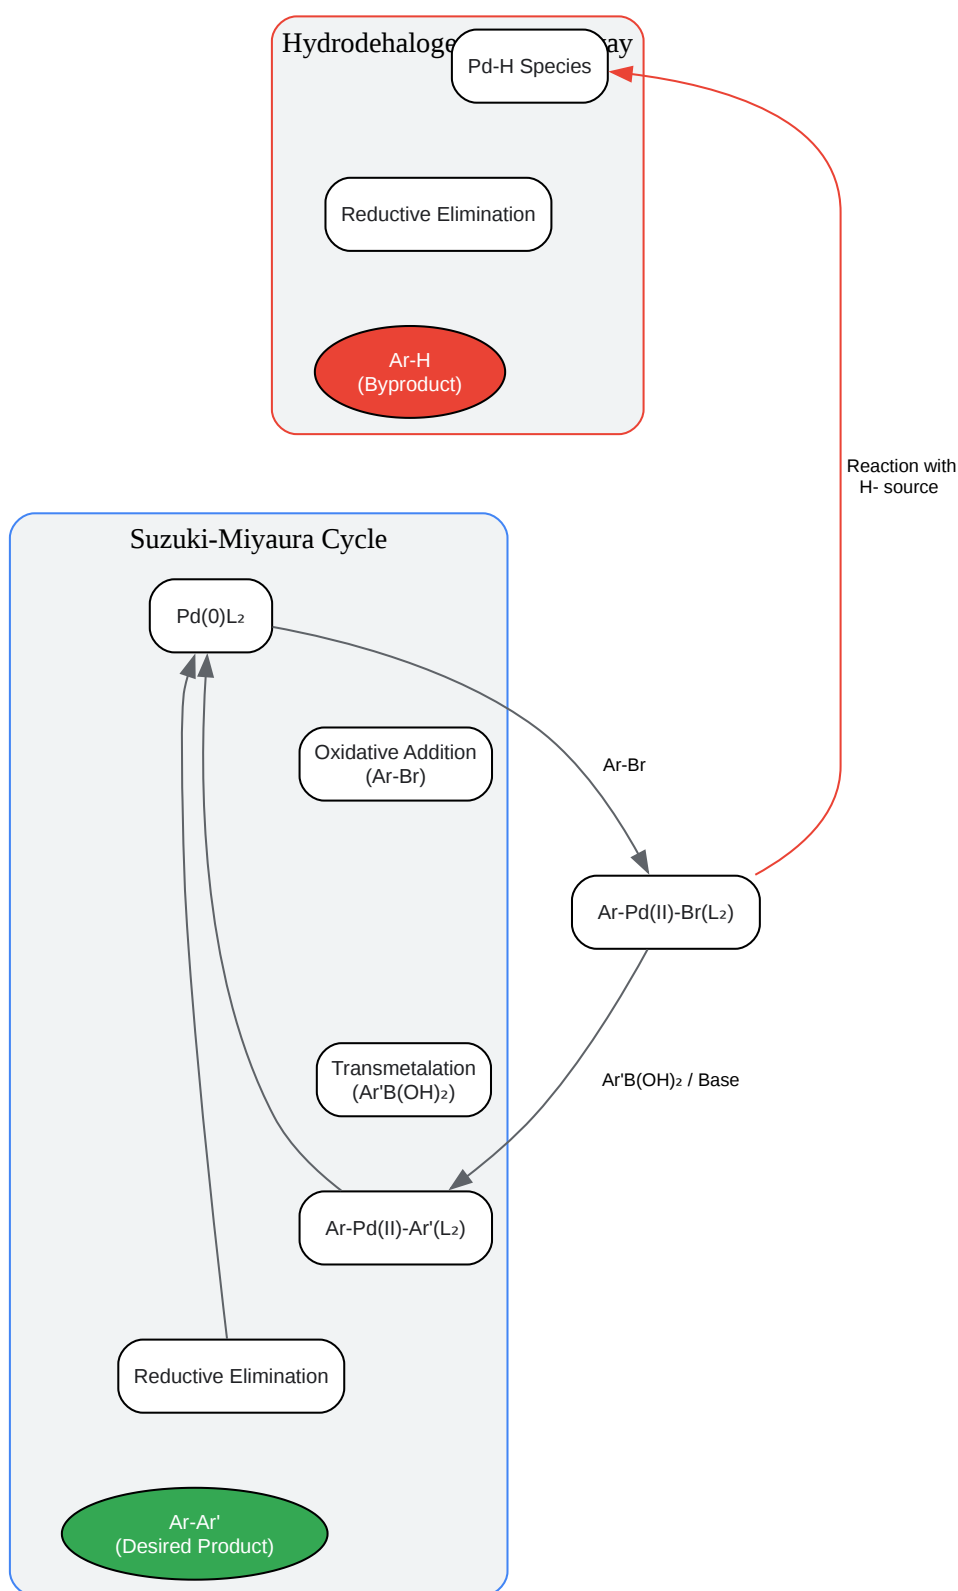 Hydrodehaloge ay
Pd-H Species
Reductive Elimination
Ar-H
(Byproduct)
Reaction with
H- source
Suzuki-Miyaura Cycle
Pd(0)L₂
Oxidative Addition
(Ar-Br)
Ar-Br
Ar-Pd(II)-Br(L₂)
Transmetalation
(Ar'B(OH)₂)
Ar'B(OH)₂ / Base
Ar-Pd(II)-Ar'(L₂)
Reductive Elimination
Ar-Ar'
(Desired Product)